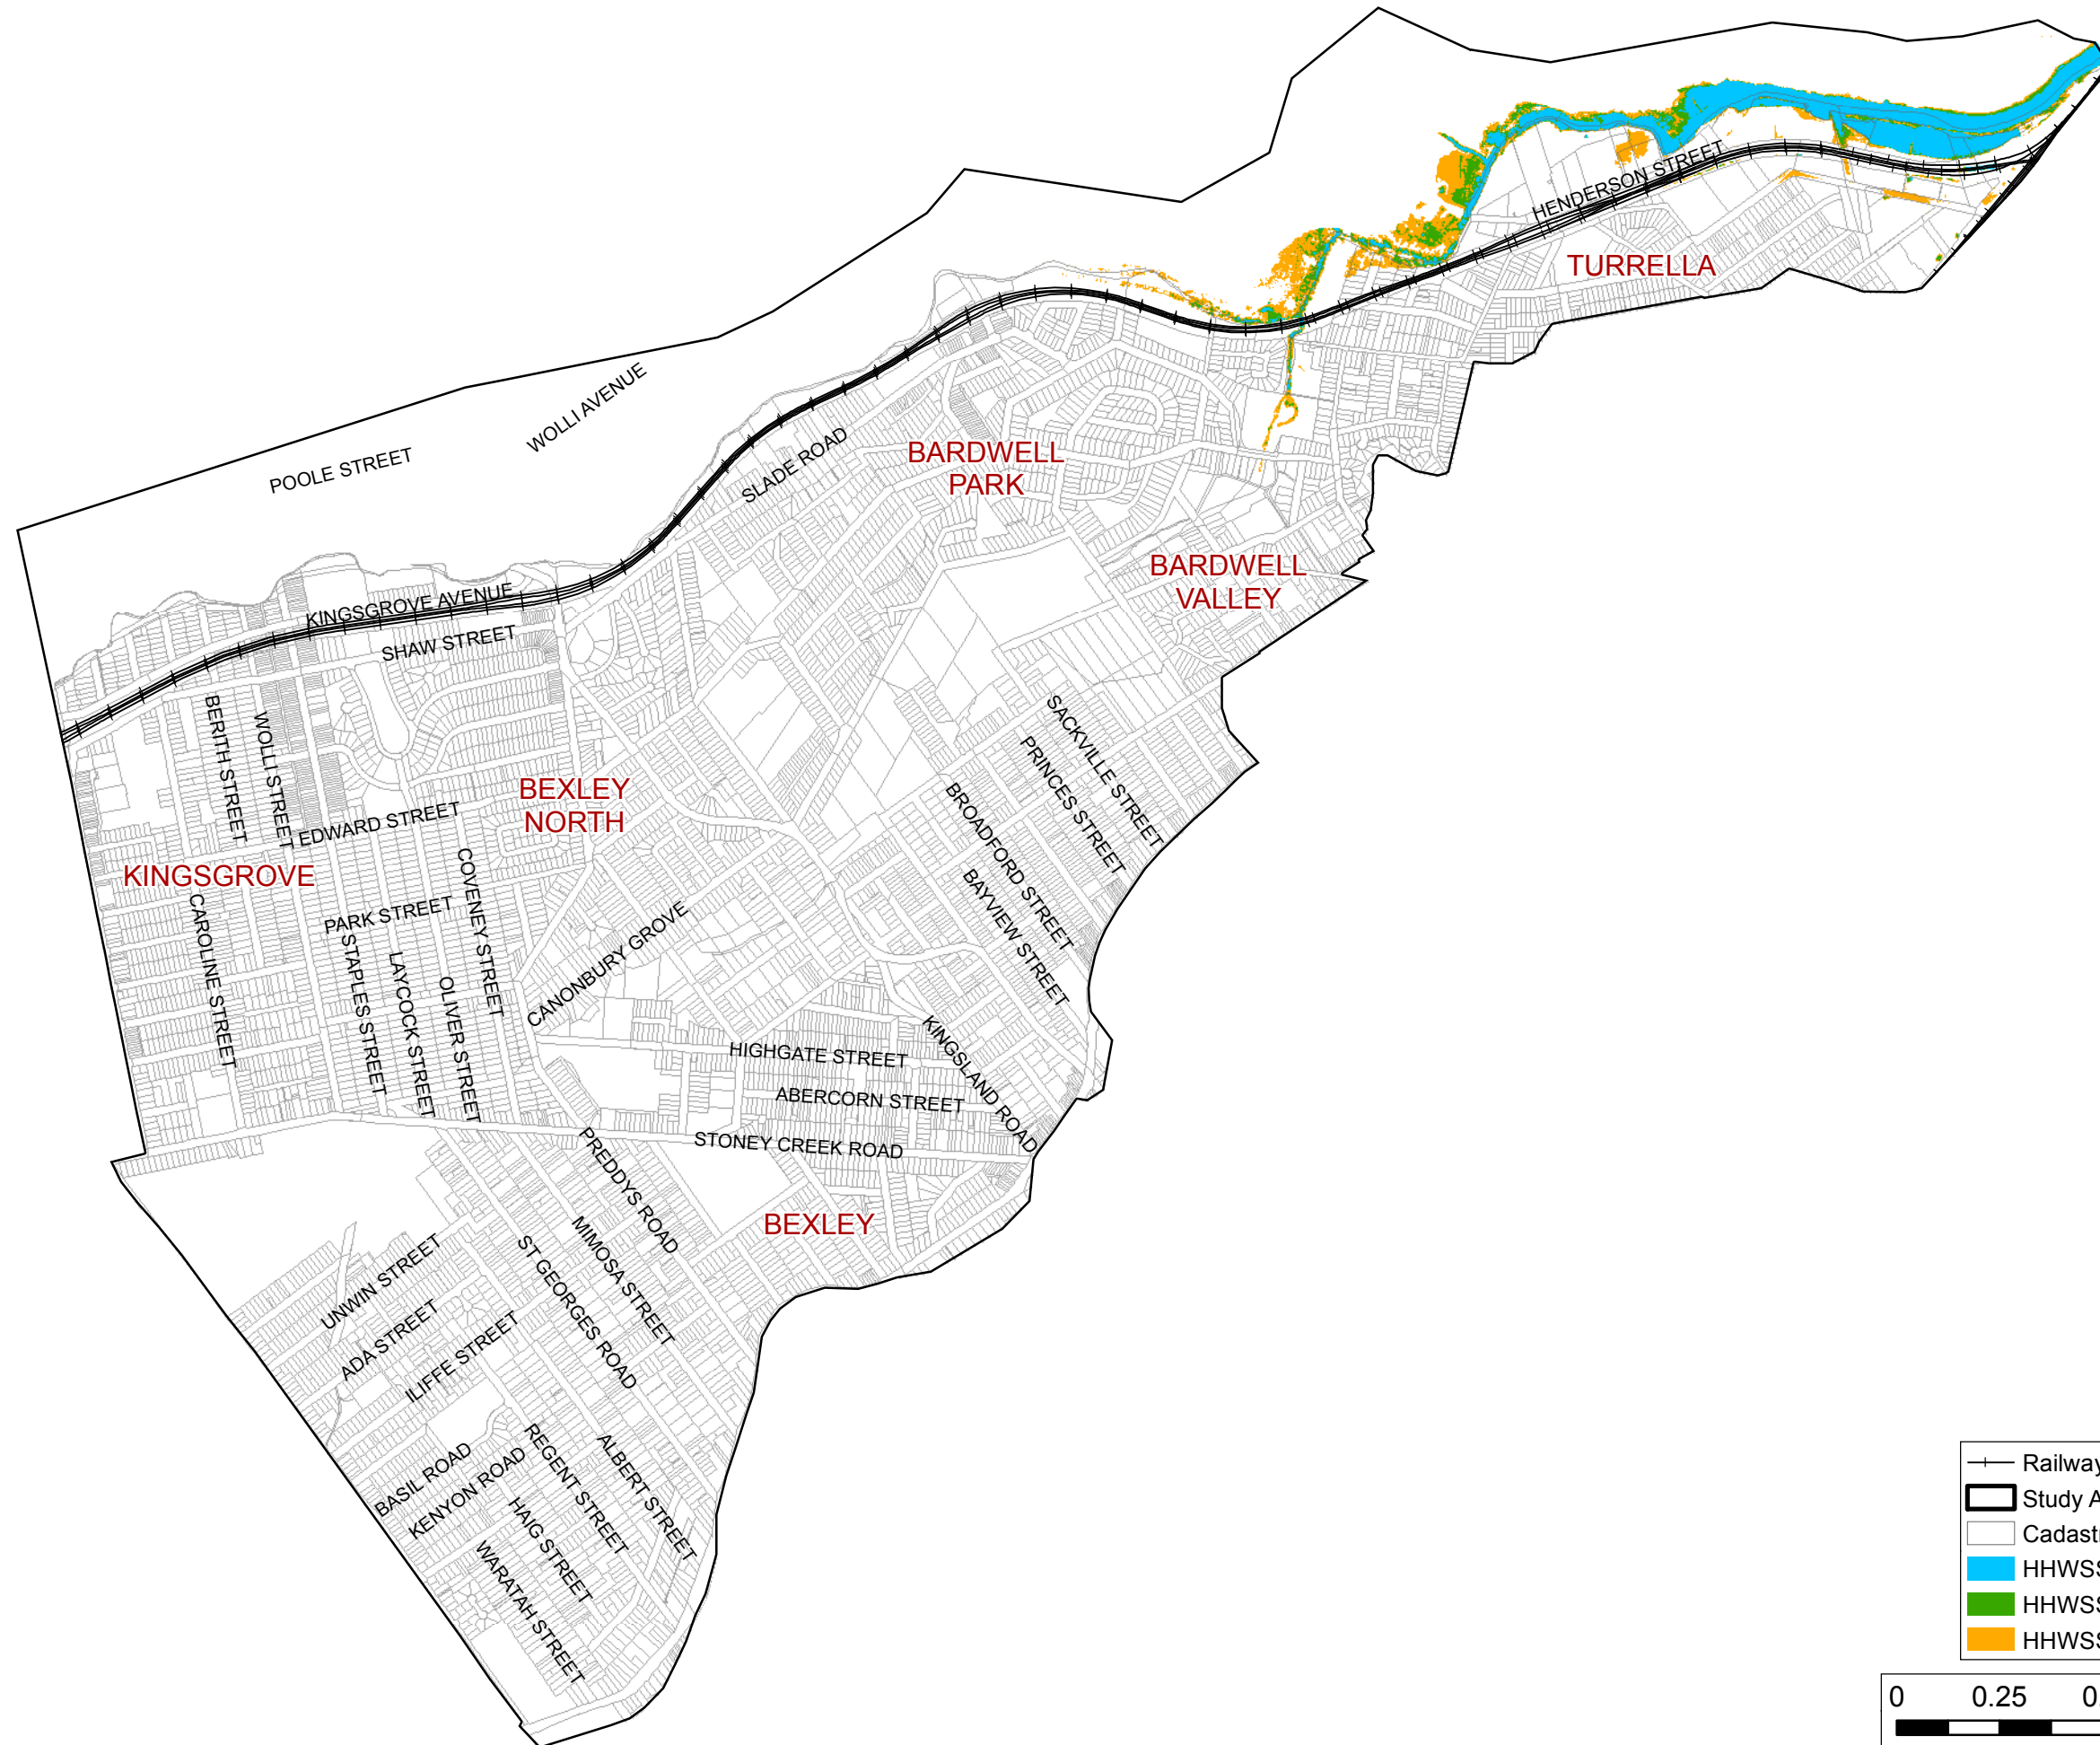 HENDERSON STREET
TURRELLA
WOLLI AVENUE
POOLE STREET
SLADE ROAD
BARDWELL
PARK
BARDWELL
VALLEY
KINGSGROVE AVENUE
SHAW STREET
BERITH STREET
WOLLI STREET
SACKVILLE STREET
PRINCES STREET
BEXLEY
NORTH
EDWARD STREET
BROADFORD STREET
KINGSGROVE
COVENEY STREET
BAYVIEW STREET
CAROLINE STREET
PARK STREET
CANONBURY GROVE
STAPLES STREET
LAYCOCK STREET
OLIVER STREET
KINGSLAND ROAD
HIGHGATE STREET
ABERCORN STREET
STONEY CREEK ROAD
PREDDYS ROAD
BEXLEY
MIMOSA STREET
UNWIN STREET
ST GEORGES ROAD
ADA STREET
ILIFFE STREET
REGENT STREET
ALBERT STREET
BASIL ROAD
KENYON ROAD
HAIG STREET
WARATAH STREET
Railway
Study A
Cadast
HHWSS
HHWSS
HHWSS
0 0.25 0.